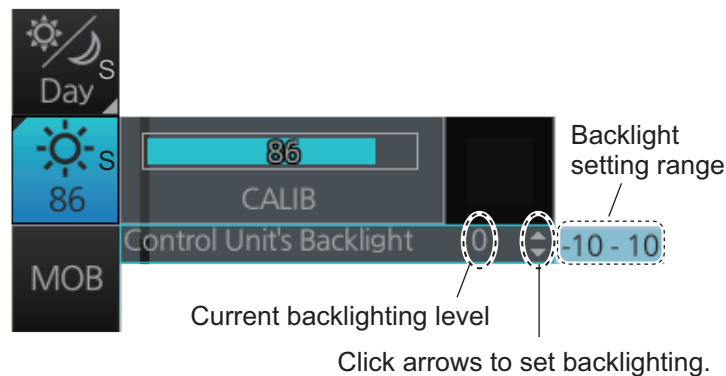 S
Day
S
86
86
CALIB
Backlight
setting range
Control Unit's Backlight 0 -10 - 10
MOB
Current backlighting level
Click arrows to set backlighting.